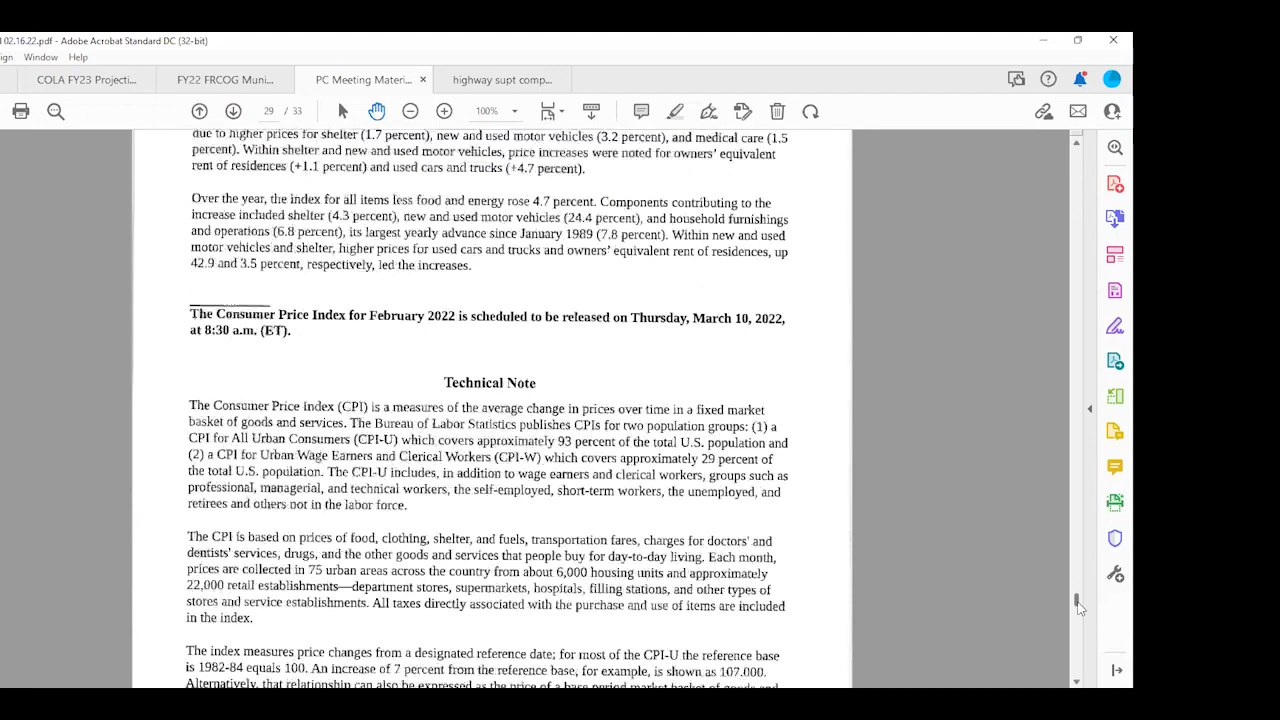 02.16.22.pdf - Adobe Acrobat Standard DC (32-bit)
ign Window Help
COLA FY23 Projecti... FY22 FRCOG Muni... PC Meeting Materi... × highway supt comp...
29 / 33 100%
due to higher prices for shelter (1.7 percent), new and used motor vehicles (3.2 percent), and medical care (1.5
percent). Within shelter and new and used motor vehicles, price increases were noted for owners' equivalent
rent of residences (+1.1 percent) and used cars and trucks (+4.7 percent).
Over the year, the index for all items less food and energy rose 4.7 percent. Components contributing to the
increase included shelter (4.3 percent), new and used motor vehicles (24.4 percent), and household furnishings
and operations (6.8 percent), its largest yearly advance since January 1989 (7.8 percent). Within new and used
motor vehicles and shelter, higher prices for used cars and trucks and owners' equivalent rent of residences, up
42.9 and 3.5 percent, respectively, led the increases.
The Consumer Price Index for February 2022 is scheduled to be released on Thursday, March 10, 2022,
at 8:30 a.m. (ET).
Technical Note
The Consumer Price Index (CPI) is a measures of the average change in prices over time in a fixed market
basket of goods and services. The Bureau of Labor Statistics publishes CPIs for two population groups: (1) a
CPI for All Urban Consumers (CPI-U) which covers approximately 93 percent of the total U.S. population and
(2) a CPI for Urban Wage Earners and Clerical Workers (CPI-W) which covers approximately 29 percent of
the total U.S. population. The CPI-U includes, in addition to wage earners and clerical workers, groups such as
professional, managerial, and technical workers, the self-employed, short-term workers, the unemployed, and
retirees and others not in the labor force.
The CPI is based on prices of food, clothing, shelter, and fuels, transportation fares, charges for doctors' and
dentists' services, drugs, and the other goods and services that people buy for day-to-day living. Each month,
prices are collected in 75 urban areas across the country from about 6,000 housing units and approximately
22,000 retail establishments—department stores, supermarkets, hospitals, filling stations, and other types of
stores and service establishments. All taxes directly associated with the purchase and use of items are included
in the index.
The index measures price changes from a designated reference date; for most of the CPI-U the reference base
is 1982-84 equals 100. An increase of 7 percent from the reference base, for example, is shown as 107.000.
Alternatively, that relationship can also be expressed as the price of a base period market basket of goods and